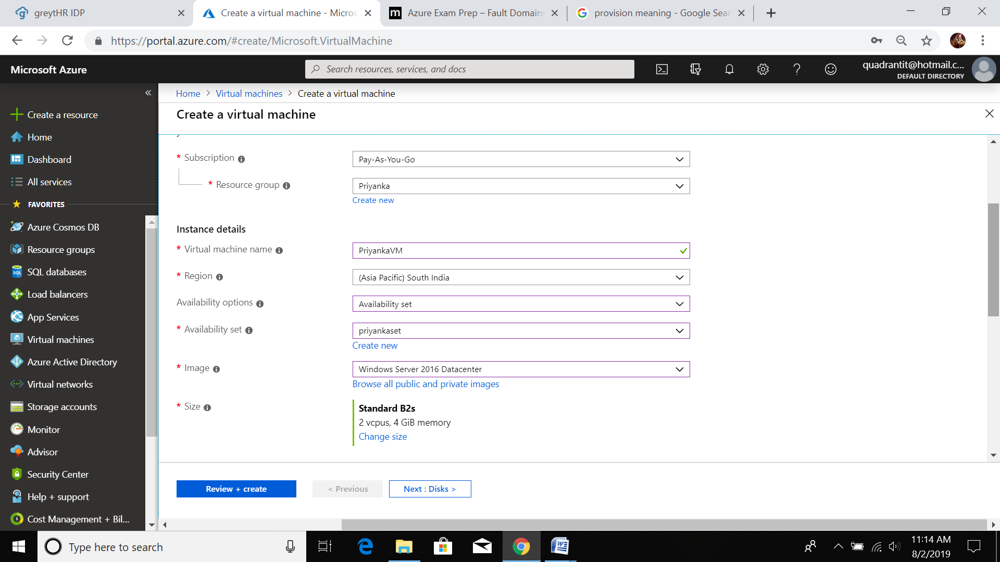 greytHR IDP
Create a virtual machine - Micros
Azure Exam Prep – Fault Domains
provision meaning - Google Sear
https://portal.azure.com/#create/Microsoft.VirtualMachine
Microsoft Azure
Search resources, services, and docs
quadrantit@hotmail.c...
DEFAULT DIRECTORY
Create a resource
Home
Dashboard
All services
FAVORITES
Azure Cosmos DB
Resource groups
SQL databases
Load balancers
App Services
Virtual machines
Azure Active Directory
Virtual networks
Storage accounts
Monitor
Advisor
Security Center
Help + support
Cost Management + Bil...
Home > Virtual machines > Create a virtual machine
Create a virtual machine
* Subscription
Pay-As-You-Go
* Resource group
Priyanka
Create new
Instance details
* Virtual machine name
PriyankaVM
* Region
(Asia Pacific) South India
Availability options
Availability set
* Availability set
priyankaset
Create new
* Image
Windows Server 2016 Datacenter
Browse all public and private images
* Size
Standard B2s
2 vcpus, 4 GiB memory
Change size
Review + create
< Previous
Next : Disks >
Type here to search
11:14 AM
8/2/2019